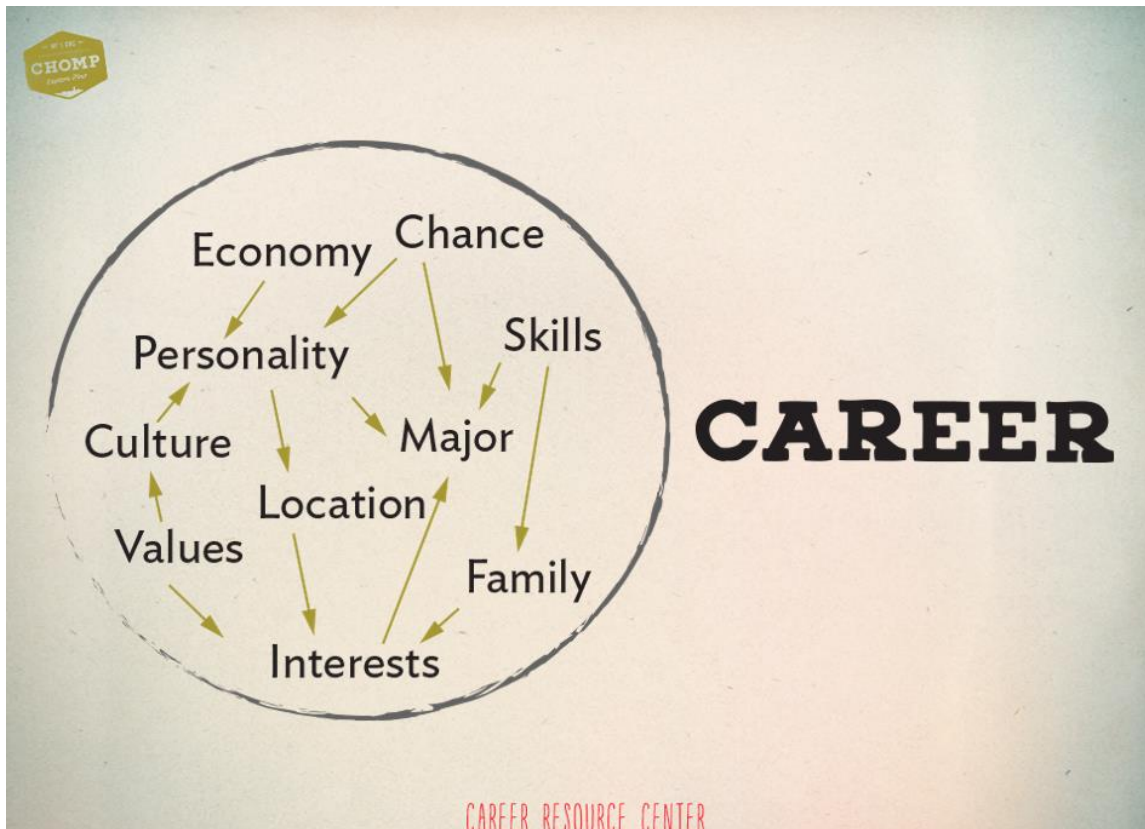 CHOMP
Economy
Chance
Personality
Skills
Culture
Major
Location
Values
Family
Interests
CAREER
CAREER RESOURCE CENTER